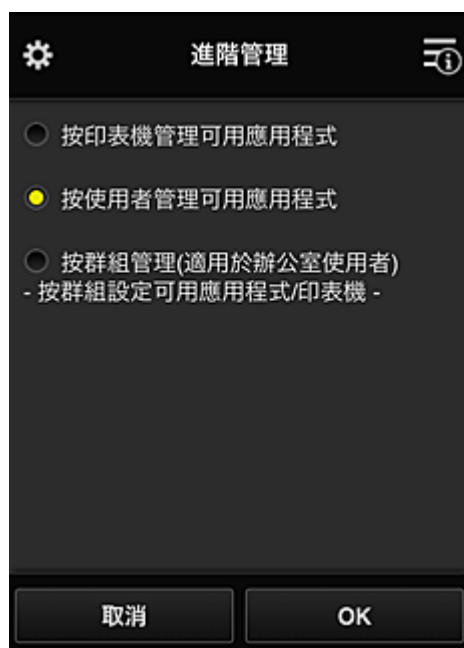 進階管理
按印表機管理可用應用程式
按使用者管理可用應用程式
按群組管理(適用於辦公室使用者)
- 按群組設定可用應用程式/印表機 -
取消
OK